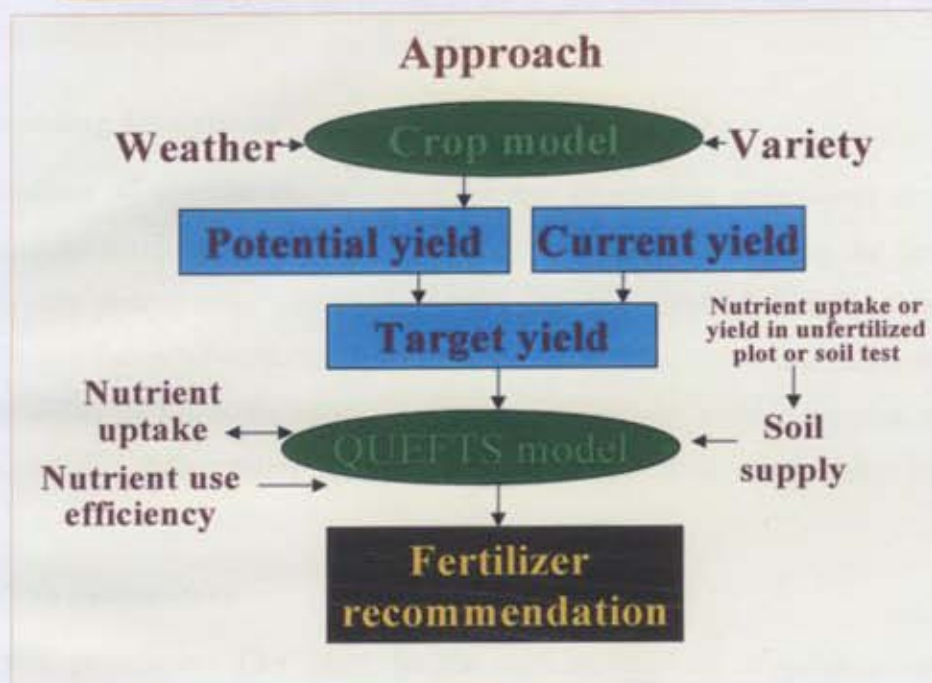 Approach
Weather
Crop model
Variety
Potential yield
Current yield
Target yield
Nutrient uptake or
yield in unfertilized
plot or soil test
Nutrient
uptake
QUEFTS model
Soil
supply
Nutrient use
efficiency
Fertilizer
recommendation